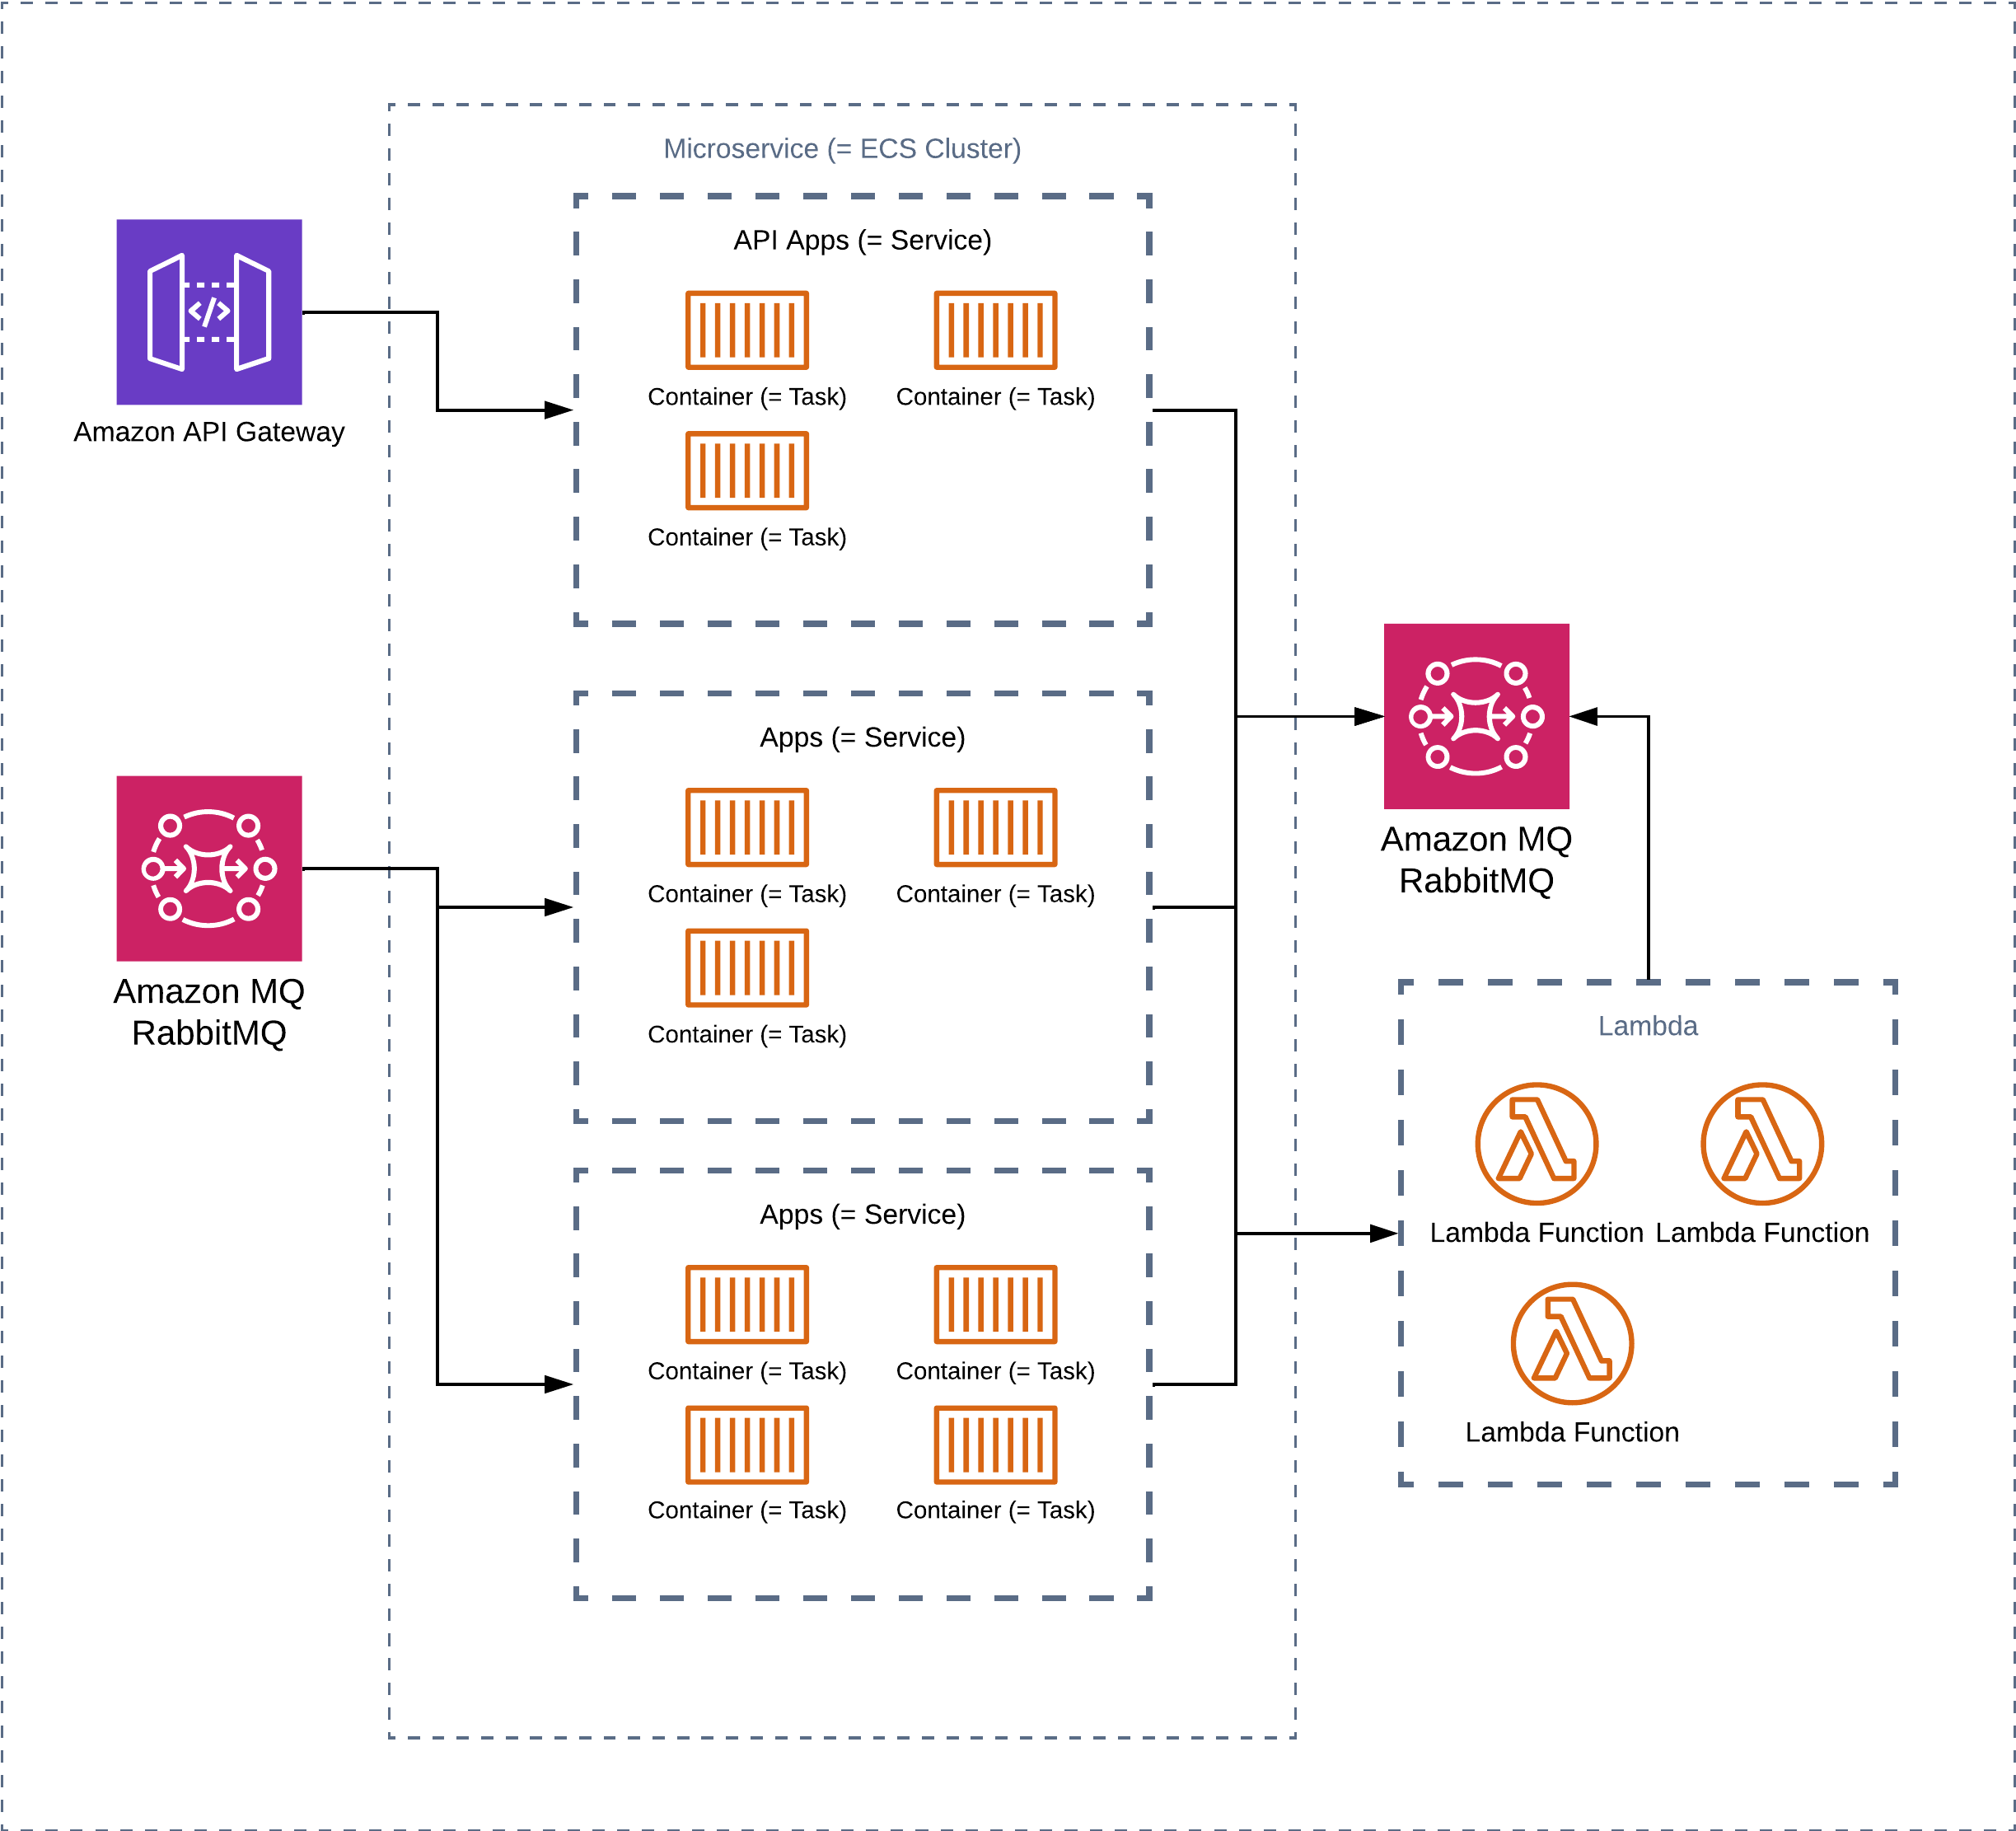 Microservice (= ECS Cluster)
API Apps (= Service)
Container (= Task)
Container (= Task)
Container (= Task)
Amazon API Gateway
Apps (= Service)
Container (= Task)
Container (= Task)
Container (= Task)
Amazon MQ
RabbitMQ
Apps (= Service)
Container (= Task)
Container (= Task)
Container (= Task)
Container (= Task)
Amazon MQ
RabbitMQ
Lambda
Lambda Function
Lambda Function
Lambda Function